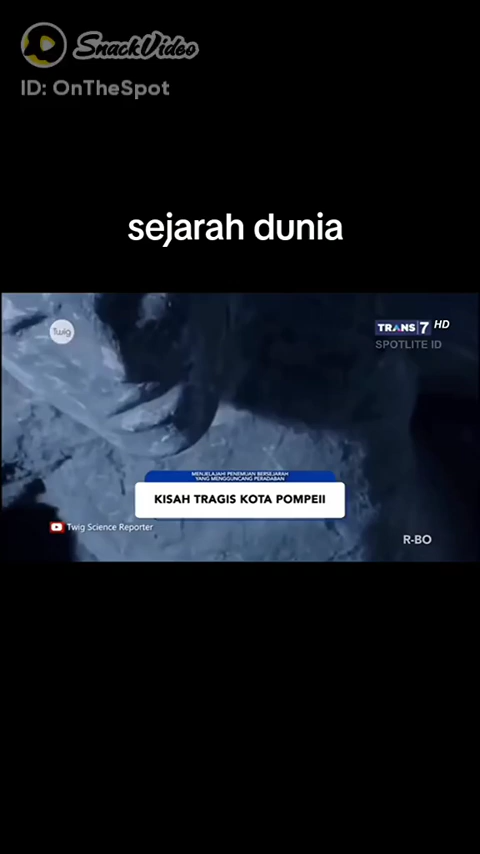 SnackVideo
ID: OnTheSpot
sejarah dunia
Twig
TRANS|7 HD
SPOTLITE ID
MENJELAJAHI PENEMUAN BERSEJARAH
YANG MENGGUNCANG PERADABAN
KISAH TRAGIS KOTA POMPEII
Twig Science Reporter
R-BO